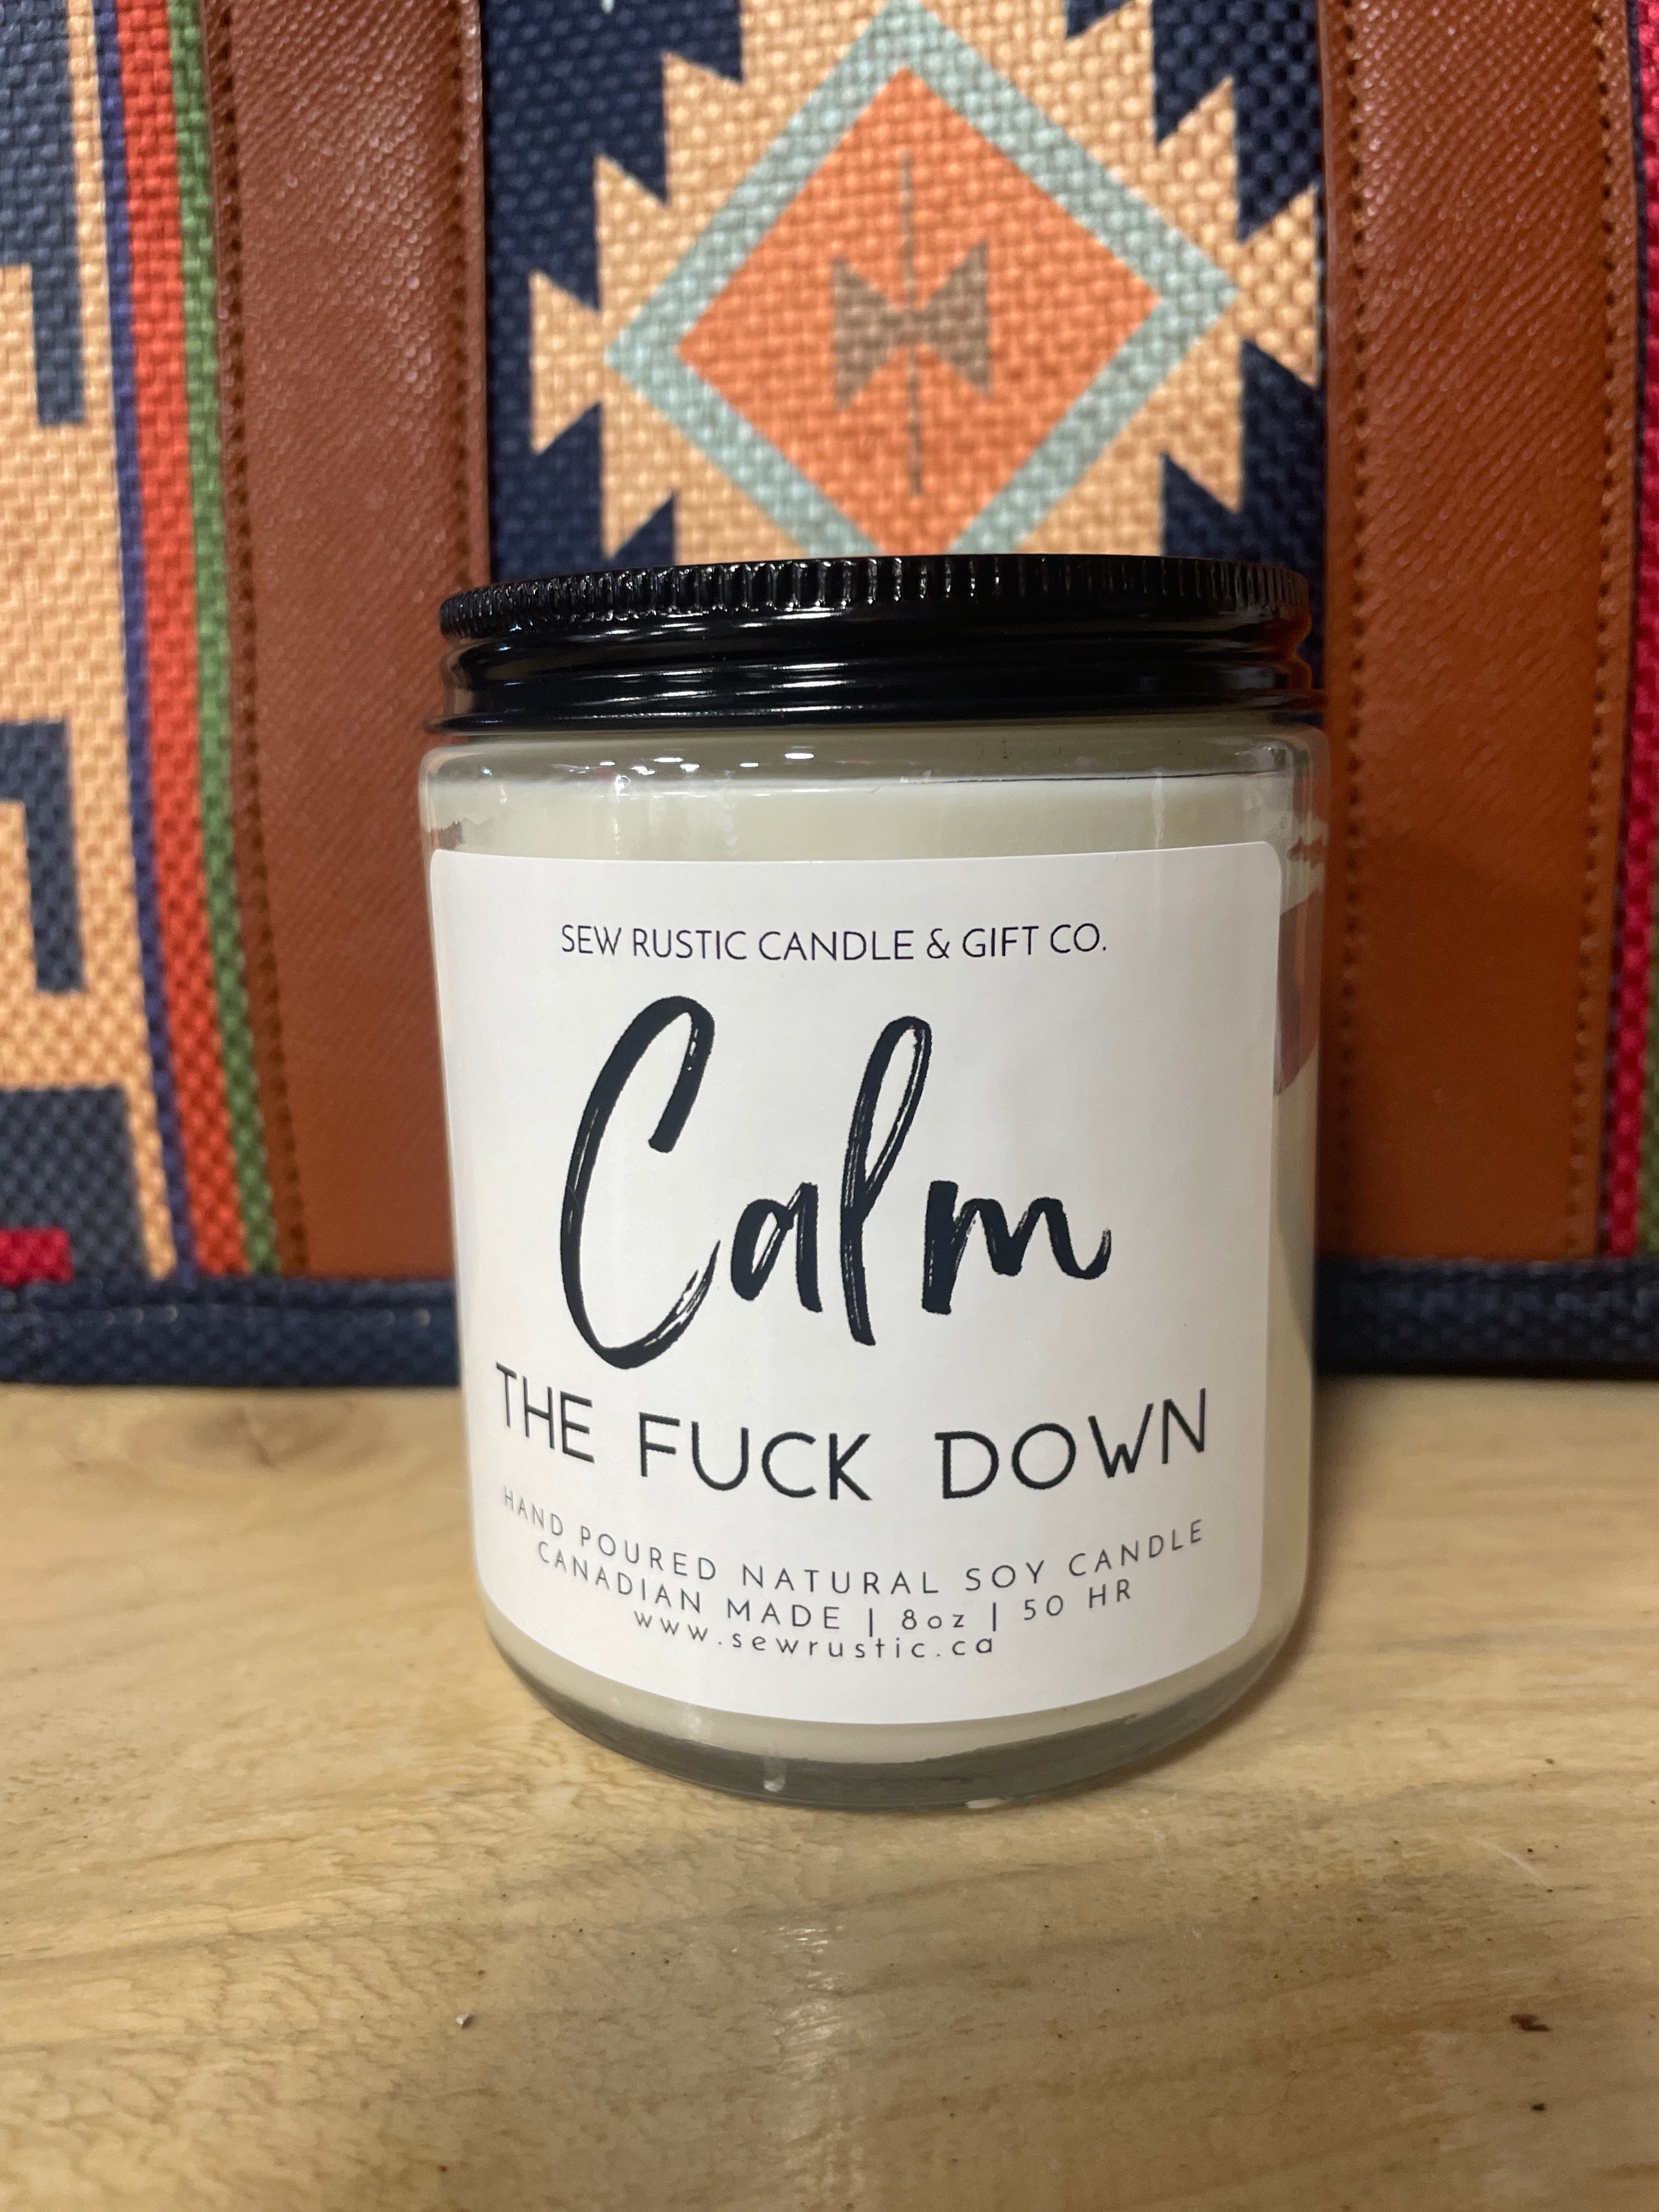 SEW RUSTIC CANDLE & GIFT CO.
Calm
THE FUCK DOWN
HAND POURED NATURAL SOY CANDLE
CANADIAN MADE | 8oz | 50 HR
www.sewrustic.ca